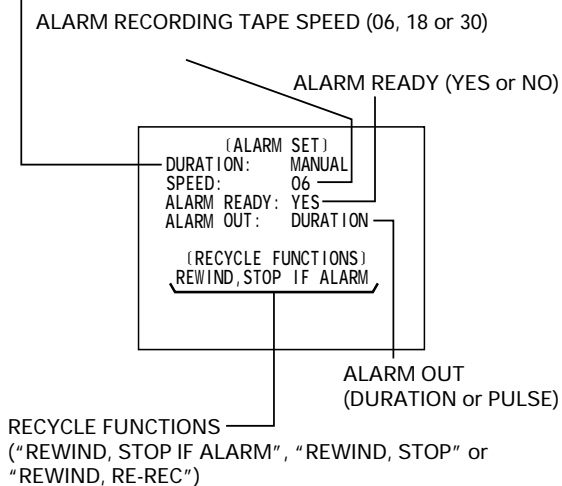 ALARM RECORDING TAPE SPEED (06, 18 or 30)
ALARM READY (YES or NO)
(ALARM SET)
DURATION: MANUAL
SPEED: 06
ALARM READY: YES
ALARM OUT: DURATION
(RECYCLE FUNCTIONS)
REWIND,STOP IF ALARM
ALARM OUT
(DURATION or PULSE)
RECYCLE FUNCTIONS
(“REWIND, STOP IF ALARM”, “REWIND, STOP” or
“REWIND, RE-REC”)